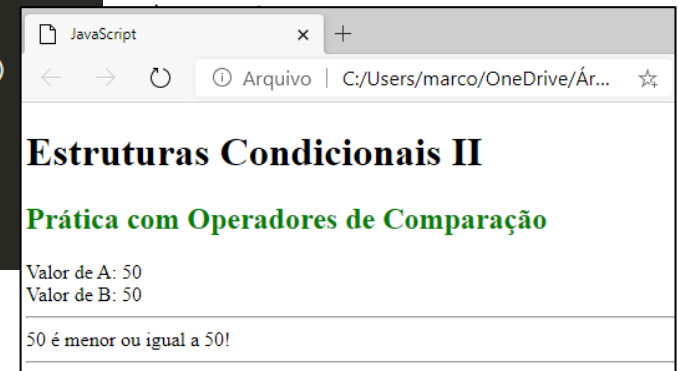 JavaScript
Arquivo | C:/Users/marco/OneDrive/Ár...
Estruturas Condicionais II
Prática com Operadores de Comparação
Valor de A: 50
Valor de B: 50
50 é menor ou igual a 50!